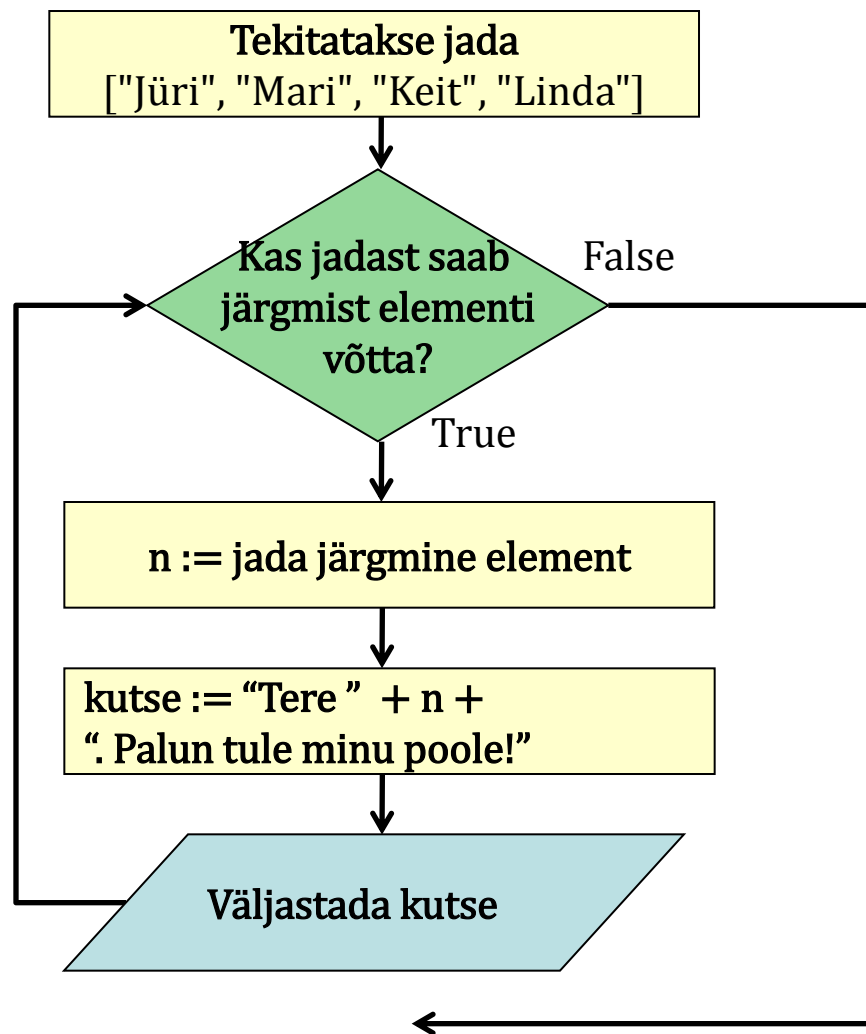 Tekitatakse jada
["Jüri", "Mari", "Keit", "Linda"]
Kas jadast saab
järgmist elementi
võtta?
False
True
n := jada järgmine element
kutse := “Tere ” + n +
“. Palun tule minu poole!”
Väljastada kutse